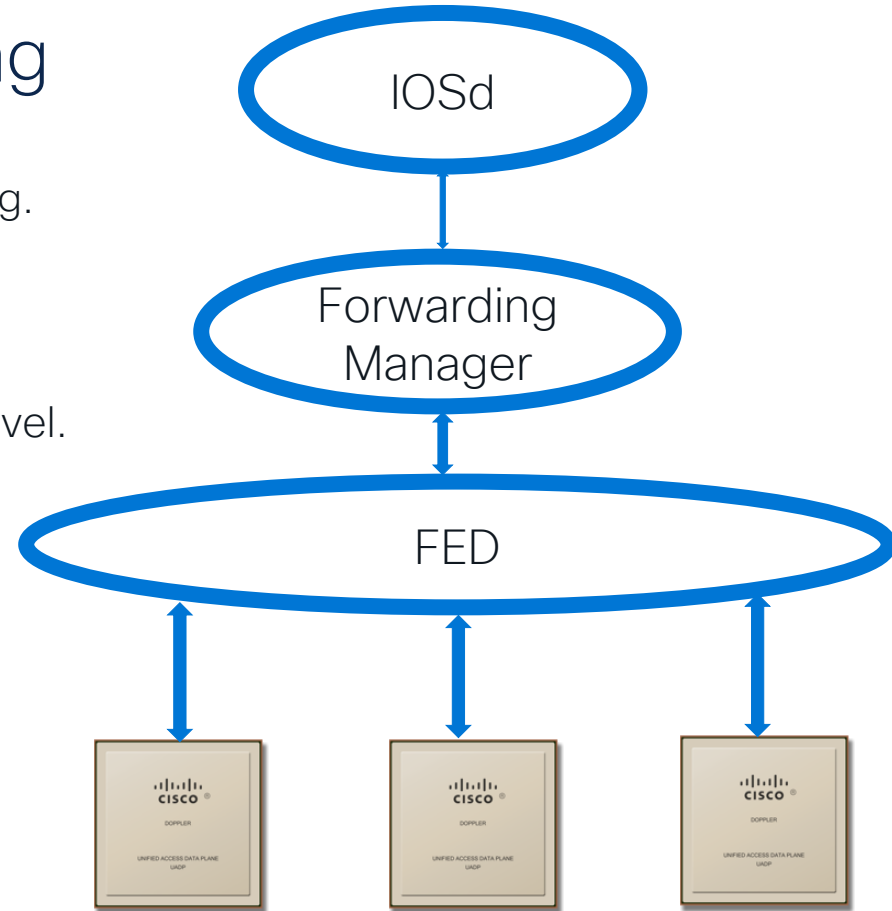 ng
g.
vel.
IOSd
Forwarding
Manager
FED
CISCO ®
DOPPLER
UNIFIED ACCESS DATA PLANE
UADP
CISCO ®
DOPPLER
UNIFIED ACCESS DATA PLANE
UADP
CISCO ®
DOPPLER
UNIFIED ACCESS DATA PLANE
UADP